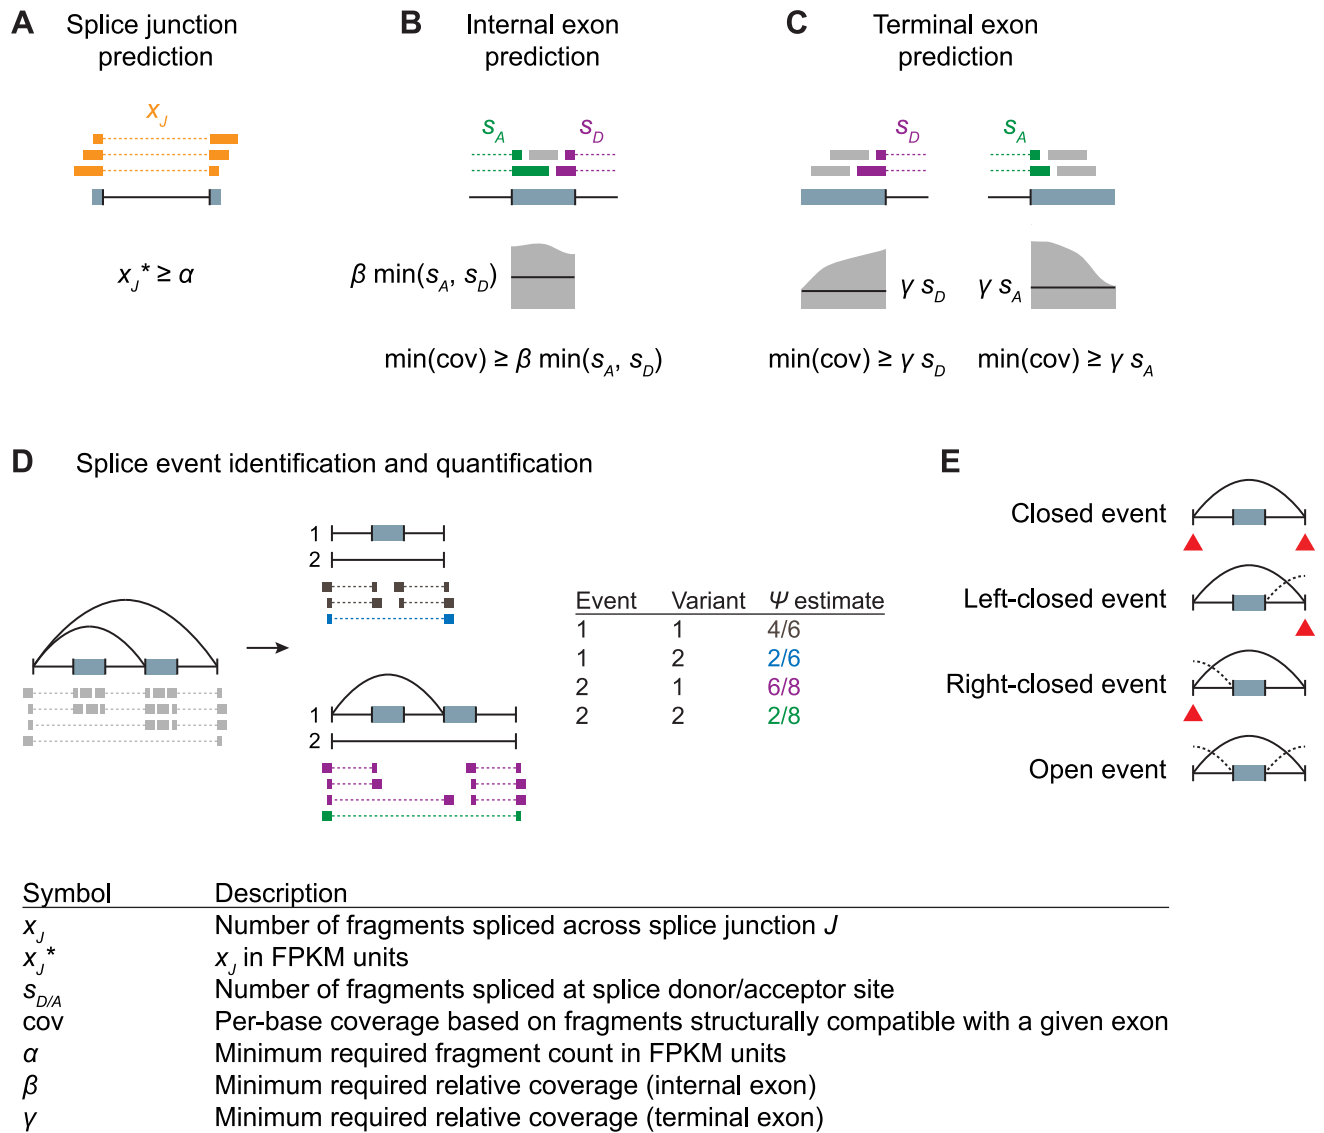 A Splice junction prediction
x_J
x_J* ≥ α
B Internal exon prediction
s_A s_D
β min(s_A, s_D)
min(cov) ≥ β min(s_A, s_D)
C Terminal exon prediction
s_D s_A
γ s_D γ s_A
min(cov) ≥ γ s_D min(cov) ≥ γ s_A
D Splice event identification and quantification
1
2
1
2
Event Variant Ψ estimate
1 1 4/6
1 2 2/6
2 1 6/8
2 2 2/8
E
Closed event
Left-closed event
Right-closed event
Open event
Symbol Description
x_J Number of fragments spliced across splice junction J
x_J* x_J in FPKM units
s_D/A Number of fragments spliced at splice donor/acceptor site
cov Per-base coverage based on fragments structurally compatible with a given exon
α Minimum required fragment count in FPKM units
β Minimum required relative coverage (internal exon)
γ Minimum required relative coverage (terminal exon)